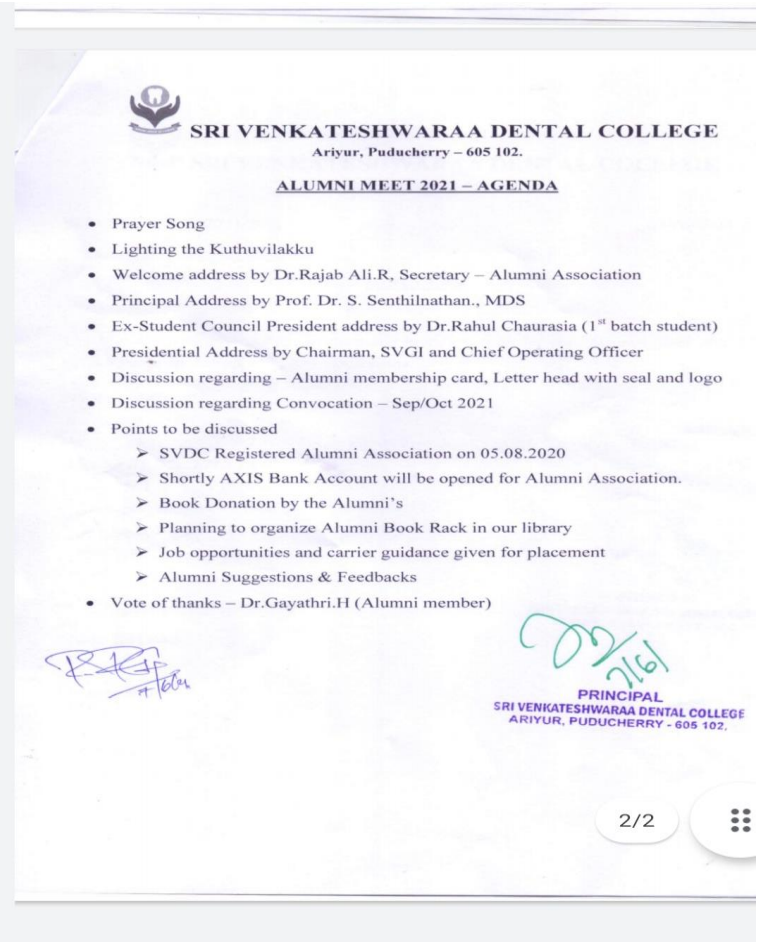 SRI VENKATESHWARAA DENTAL COLLEGE
Ariyur, Puducherry – 605 102.
ALUMNI MEET 2021 – AGENDA
• Prayer Song
• Lighting the Kuthuvilakku
• Welcome address by Dr.Rajab Ali.R, Secretary – Alumni Association
• Principal Address by Prof. Dr. S. Senthilnathan., MDS
• Ex-Student Council President address by Dr.Rahul Chaurasia (1st batch student)
• Presidential Address by Chairman, SVGI and Chief Operating Officer
• Discussion regarding – Alumni membership card, Letter head with seal and logo
• Discussion regarding Convocation – Sep/Oct 2021
• Points to be discussed
➢ SVDC Registered Alumni Association on 05.08.2020
➢ Shortly AXIS Bank Account will be opened for Alumni Association.
➢ Book Donation by the Alumni's
➢ Planning to organize Alumni Book Rack in our library
➢ Job opportunities and carrier guidance given for placement
➢ Alumni Suggestions & Feedbacks
• Vote of thanks – Dr.Gayathri.H (Alumni member)
7/6/
PRINCIPAL
SRI VENKATESHWARAA DENTAL COLLEGE
ARIYUR, PUDUCHERRY - 605 102.
2/2